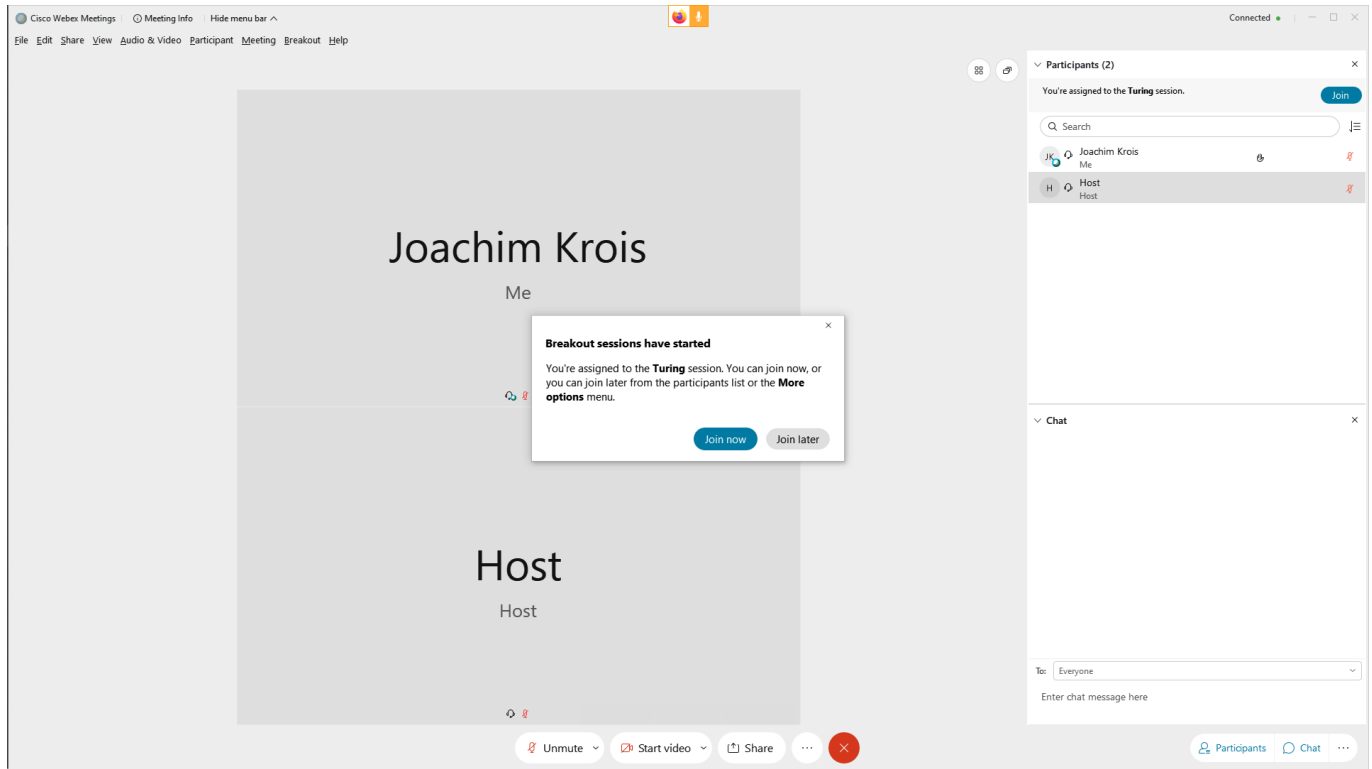 Cisco Webex Meetings Meeting Info Hide menu bar Connected
File Edit Share View Audio & Video Participant Meeting Breakout Help
Participants (2)
You're assigned to the Turing session.
Join
Search
JK Joachim Krois
Me
H Host
Host
Joachim Krois
Me
Breakout sessions have started
You're assigned to the Turing session. You can join now, or
you can join later from the participants list or the More
options menu.
Join now Join later
Host
Host
Chat
To: Everyone
Enter chat message here
Unmute Start video Share Participants Chat